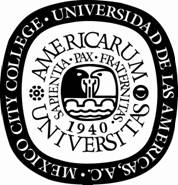 MEXICO CITY COLLEGE · UNIVERSIDAD DE LAS AMERICAS, A.C. ·
UNIVERSITAS AMERICARUM
SAPIENTIA · PAX · FRATERNITAS
1940